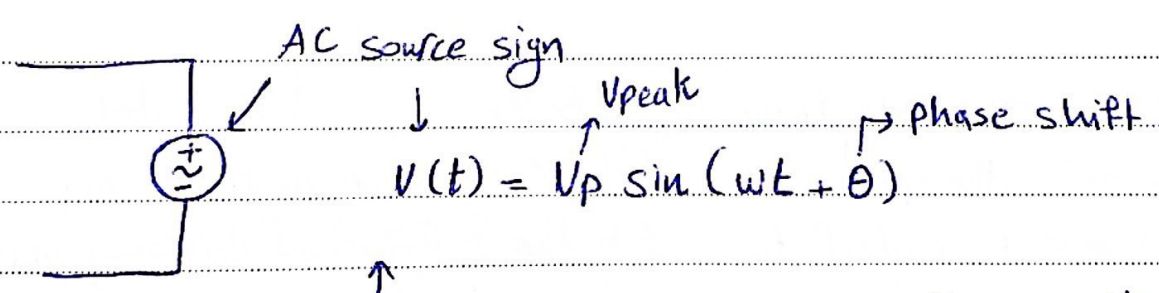 AC source sign
Vpeak
phase shift
+
~
-
V(t) = Vp sin (wt + θ)